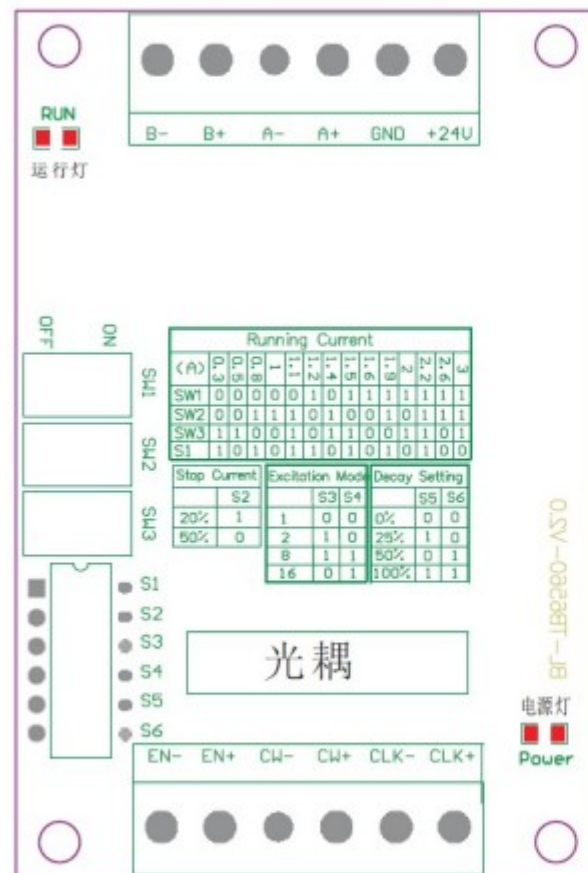 B- B+ A- A+ GND +24V
RUN
运行灯
OFF ON
SW1
SW2
SW3
Running Current
(A) 0.3 0.5 0.8 1 1.1 1.2 1.4 1.5 1.6 1.9 2 2.2 2.6 3
SW1 0 0 0 0 0 1 0 1 1 1 1 1 1 1
SW2 0 0 1 1 1 0 1 0 0 1 0 1 1 1
SW3 1 1 0 0 1 1 0 1 1 0 0 1 1 0 1
S1 1 0 1 0 1 0 1 0 1 1 0 1 0 0
Stop Current
S2
20% 1
50% 0
Excitation Mode
S3 S4
1 0 0
2 1 0
8 1 1
16 0 1
Decay Setting
S5 S6
0% 0 0
25% 1 0
50% 0 1
100% 1 1
S1
S2
S3
S4
S5
S6
光耦
JB-TB6560-V2.0
电源灯
Power
EN- EN+ CW- CW+ CLK- CLK+